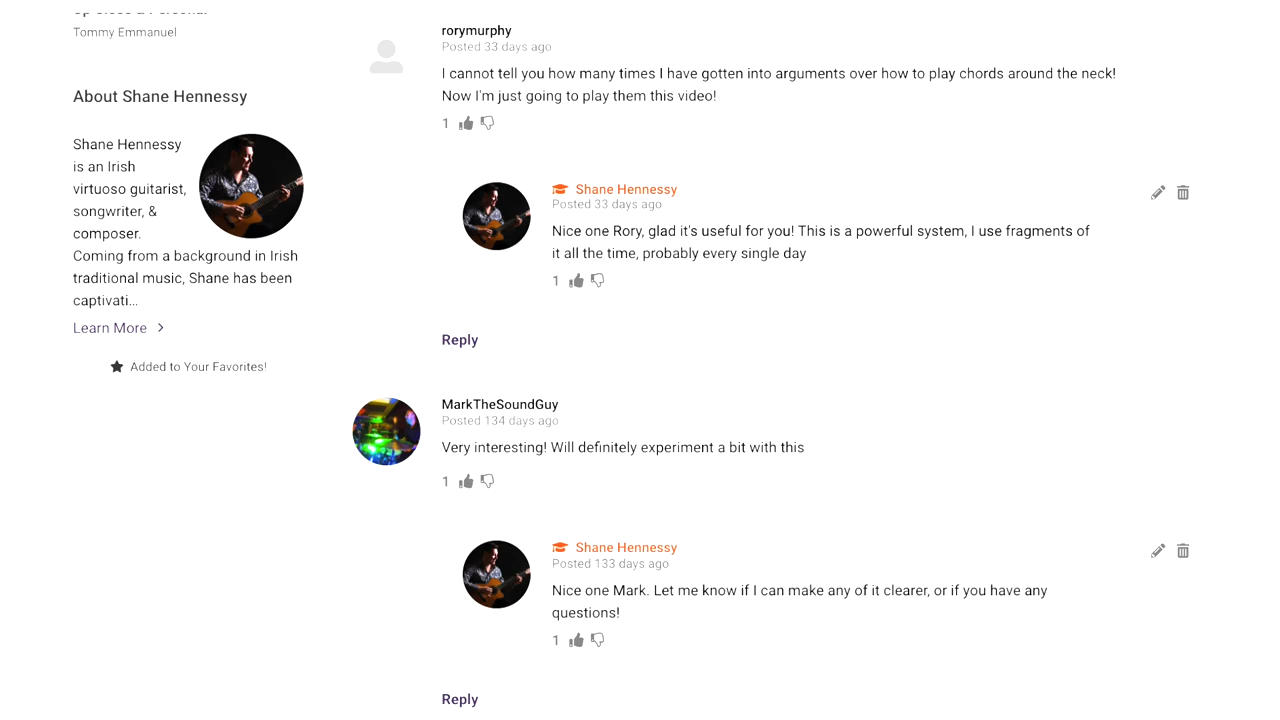 Tommy Emmanuel
About Shane Hennessy
Shane Hennessy
is an Irish
virtuoso guitarist,
songwriter, &
composer.
Coming from a background in Irish
traditional music, Shane has been
captivati...
Learn More
Added to Your Favorites!
rorymurphy
Posted 33 days ago
I cannot tell you how many times I have gotten into arguments over how to play chords around the neck!
Now I'm just going to play them this video!
1
Shane Hennessy
Posted 33 days ago
Nice one Rory, glad it's useful for you! This is a powerful system, I use fragments of
it all the time, probably every single day
1
Reply
MarkTheSoundGuy
Posted 134 days ago
Very interesting! Will definitely experiment a bit with this
1
Shane Hennessy
Posted 133 days ago
Nice one Mark. Let me know if I can make any of it clearer, or if you have any
questions!
1
Reply